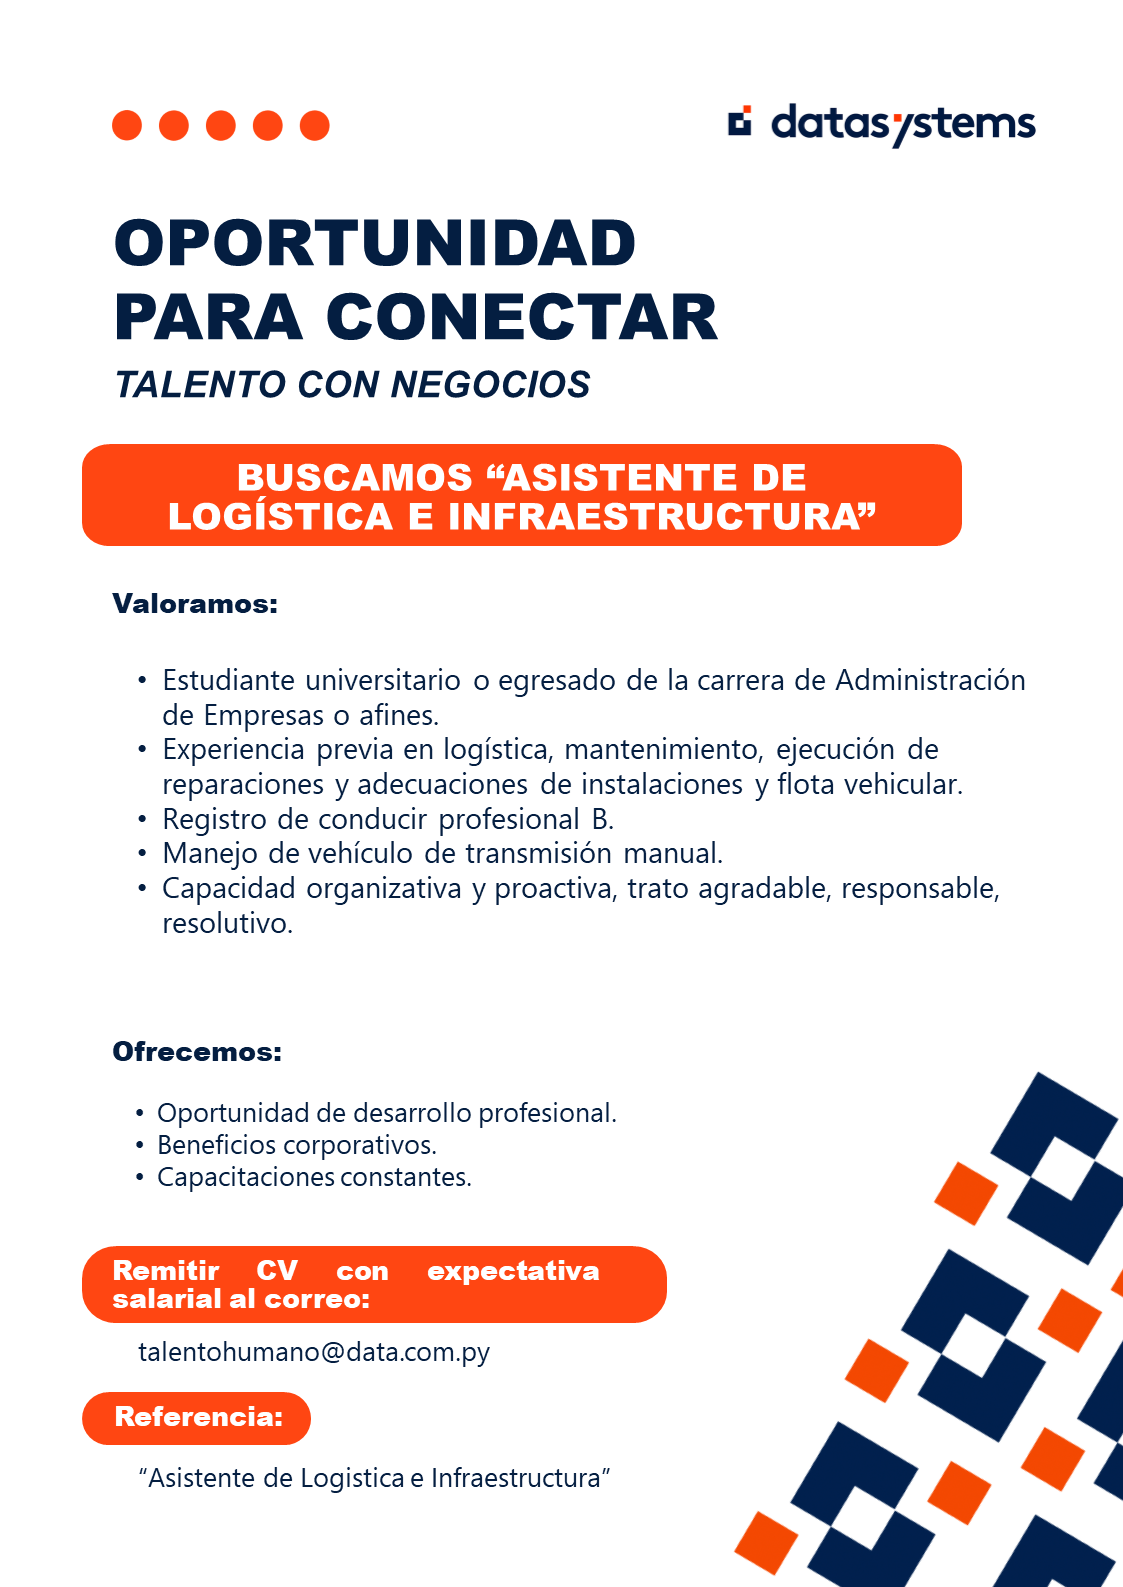 datasystems
OPORTUNIDAD
PARA CONECTAR
TALENTO CON NEGOCIOS
BUSCAMOS “ASISTENTE DE
LOGÍSTICA E INFRAESTRUCTURA”
Valoramos:
• Estudiante universitario o egresado de la carrera de Administración
de Empresas o afines.
• Experiencia previa en logística, mantenimiento, ejecución de
reparaciones y adecuaciones de instalaciones y flota vehicular.
• Registro de conducir profesional B.
• Manejo de vehículo de transmisión manual.
• Capacidad organizativa y proactiva, trato agradable, responsable,
resolutivo.
Ofrecemos:
• Oportunidad de desarrollo profesional.
• Beneficios corporativos.
• Capacitaciones constantes.
Remitir CV con expectativa
salarial al correo:
talentohumano@data.com.py
Referencia:
“Asistente de Logistica e Infraestructura”